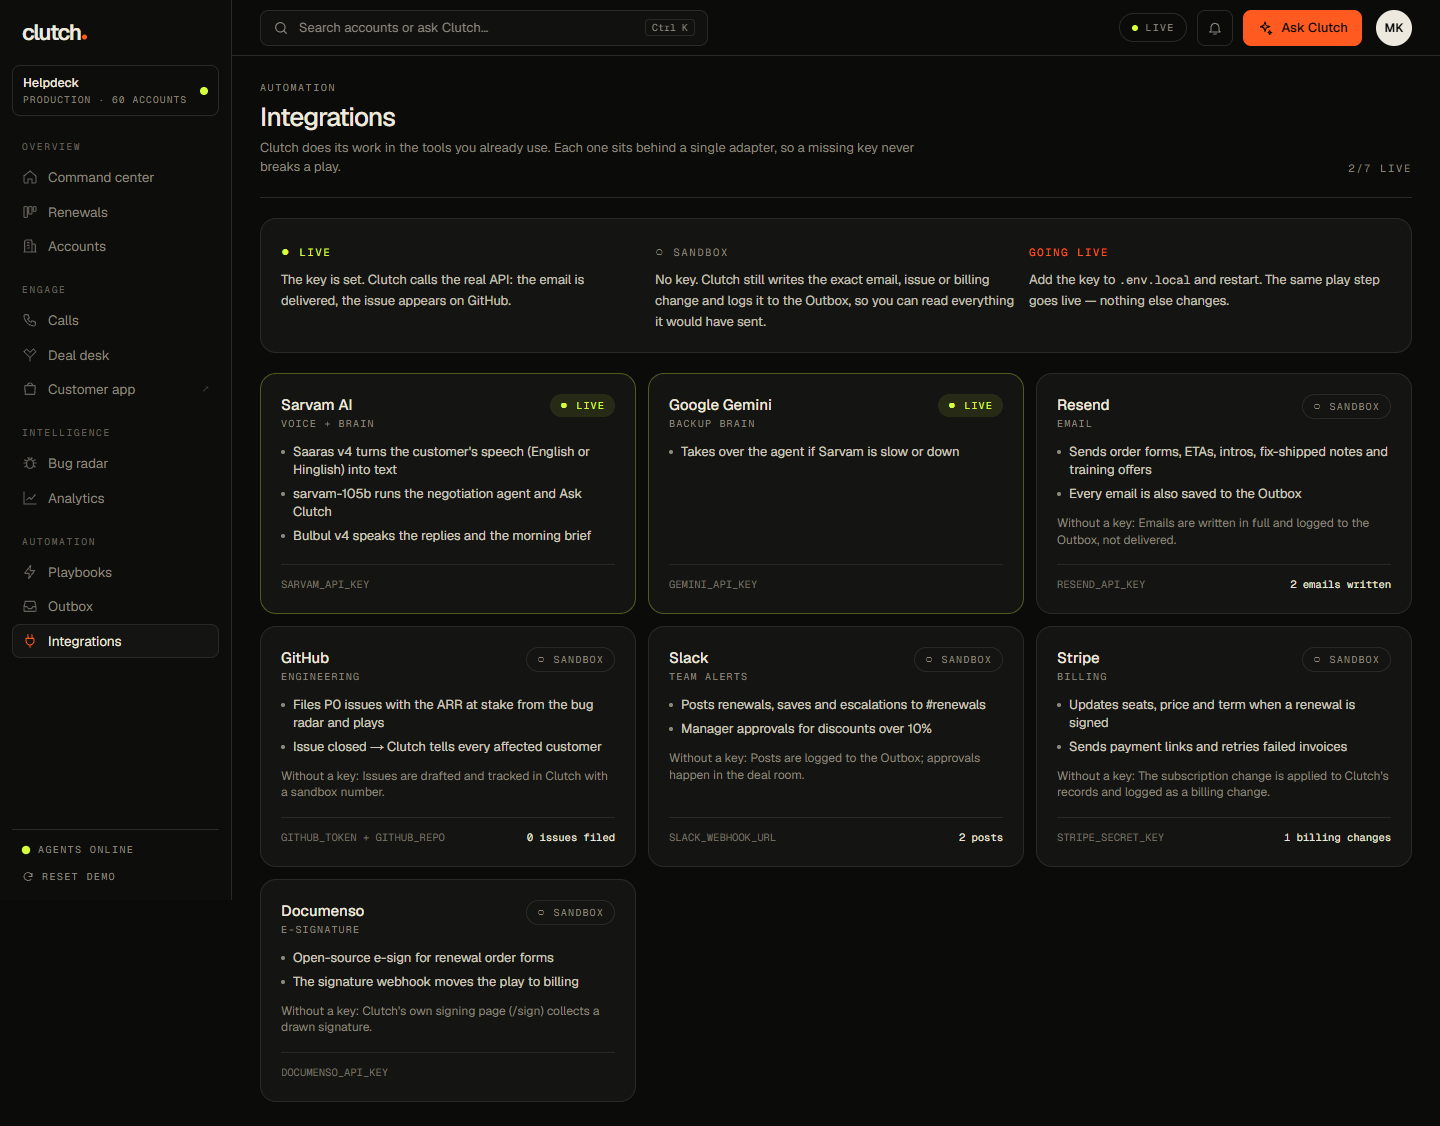 clutch.
Search accounts or ask Clutch...
Ctrl K
LIVE
Ask Clutch
MK
Helpdeck
PRODUCTION · 60 ACCOUNTS
OVERVIEW
Command center
Renewals
Accounts
ENGAGE
Calls
Deal desk
Customer app
INTELLIGENCE
Bug radar
Analytics
AUTOMATION
Playbooks
Outbox
Integrations
AGENTS ONLINE
RESET DEMO
AUTOMATION
Integrations
Clutch does its work in the tools you already use. Each one sits behind a single adapter, so a missing key never
breaks a play.
2/7 LIVE
LIVE
The key is set. Clutch calls the real API: the email is
delivered, the issue appears on GitHub.
SANDBOX
No key. Clutch still writes the exact email, issue or billing
change and logs it to the Outbox, so you can read everything
it would have sent.
GOING LIVE
Add the key to .env.local and restart. The same play step
goes live — nothing else changes.
Sarvam AI
LIVE
VOICE + BRAIN
• Saaras v4 turns the customer's speech (English or
Hinglish) into text
• sarvam-105b runs the negotiation agent and Ask
Clutch
• Bulbul v4 speaks the replies and the morning brief
SARVAM_API_KEY
Google Gemini
LIVE
BACKUP BRAIN
• Takes over the agent if Sarvam is slow or down
GEMINI_API_KEY
Resend
SANDBOX
EMAIL
• Sends order forms, ETAs, intros, fix-shipped notes and
training offers
• Every email is also saved to the Outbox
Without a key: Emails are written in full and logged to the
Outbox, not delivered.
RESEND_API_KEY
2 emails written
GitHub
SANDBOX
ENGINEERING
• Files P0 issues with the ARR at stake from the bug
radar and plays
• Issue closed → Clutch tells every affected customer
Without a key: Issues are drafted and tracked in Clutch with
a sandbox number.
GITHUB_TOKEN + GITHUB_REPO
0 issues filed
Slack
SANDBOX
TEAM ALERTS
• Posts renewals, saves and escalations to #renewals
• Manager approvals for discounts over 10%
Without a key: Posts are logged to the Outbox; approvals
happen in the deal room.
SLACK_WEBHOOK_URL
2 posts
Stripe
SANDBOX
BILLING
• Updates seats, price and term when a renewal is
signed
• Sends payment links and retries failed invoices
Without a key: The subscription change is applied to Clutch's
records and logged as a billing change.
STRIPE_SECRET_KEY
1 billing changes
Documenso
SANDBOX
E-SIGNATURE
• Open-source e-sign for renewal order forms
• The signature webhook moves the play to billing
Without a key: Clutch's own signing page (/sign) collects a
drawn signature.
DOCUMENSO_API_KEY